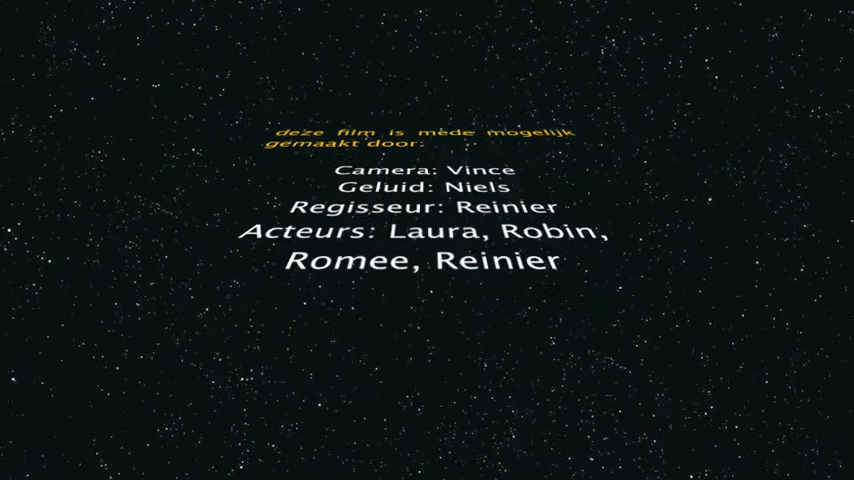 deze film is mede mogelijk
gemaakt door:
Camera: Vince
Geluid: Niels
Regisseur: Reinier
Acteurs: Laura, Robin,
Romee, Reinier